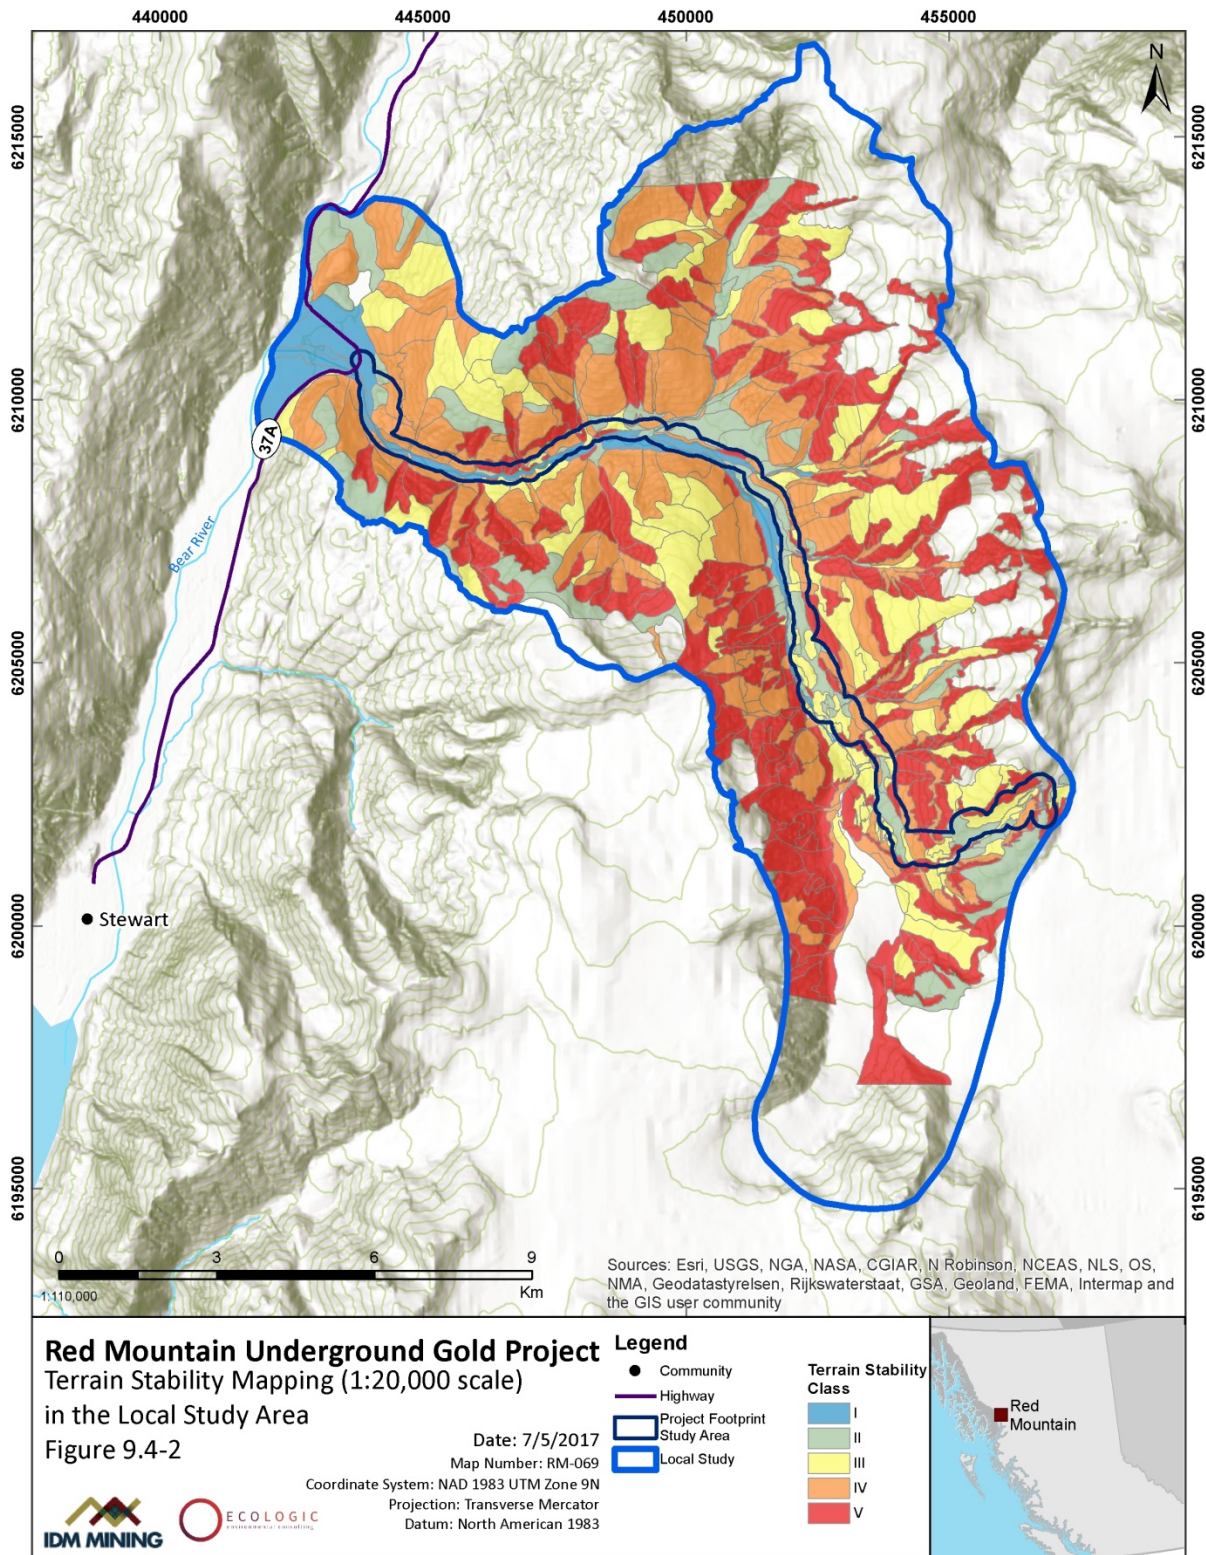 440000 445000 450000 455000
N
6215000 6215000
6210000 6210000
37A
Bear River
6205000 6205000
Stewart
6200000 6200000
6195000 6195000
0 3 6 9
Km
1:110,000
Sources: Esri, USGS, NGA, NASA, CGIAR, N Robinson, NCEAS, NLS, OS,
NMA, Geodatastyrelsen, Rijkswaterstaat, GSA, Geoland, FEMA, Intermap and
the GIS user community
Red Mountain Underground Gold Project
Terrain Stability Mapping (1:20,000 scale)
in the Local Study Area
Figure 9.4-2
Date: 7/5/2017
Map Number: RM-069
Coordinate System: NAD 1983 UTM Zone 9N
Projection: Transverse Mercator
Datum: North American 1983
IDM MINING
ECOLOGIC
environmental consulting
Legend
Community
Highway
Project Footprint
Study Area
Local Study
Terrain Stability
Class
I
II
III
IV
V
Red
Mountain